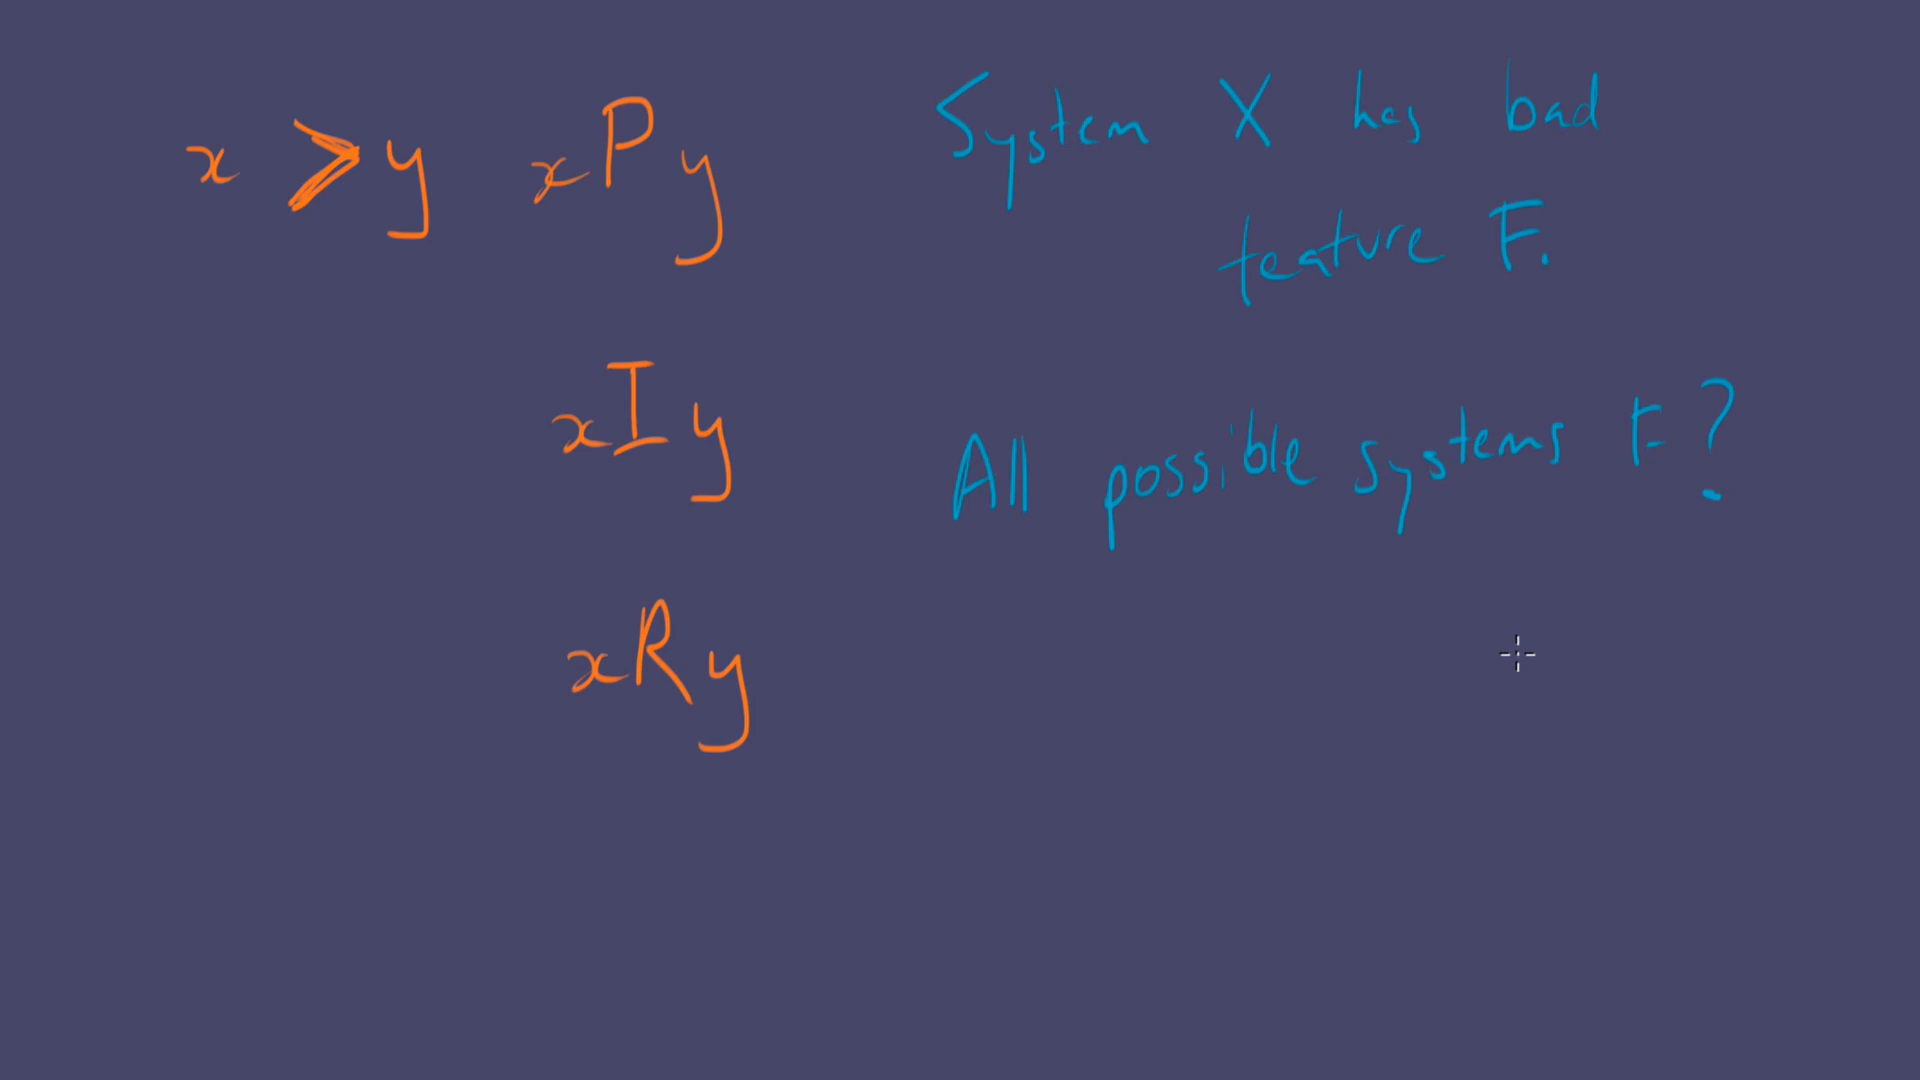 x > y xPy
xIy
xRy
System X has bad
feature F.
All possible systems F?